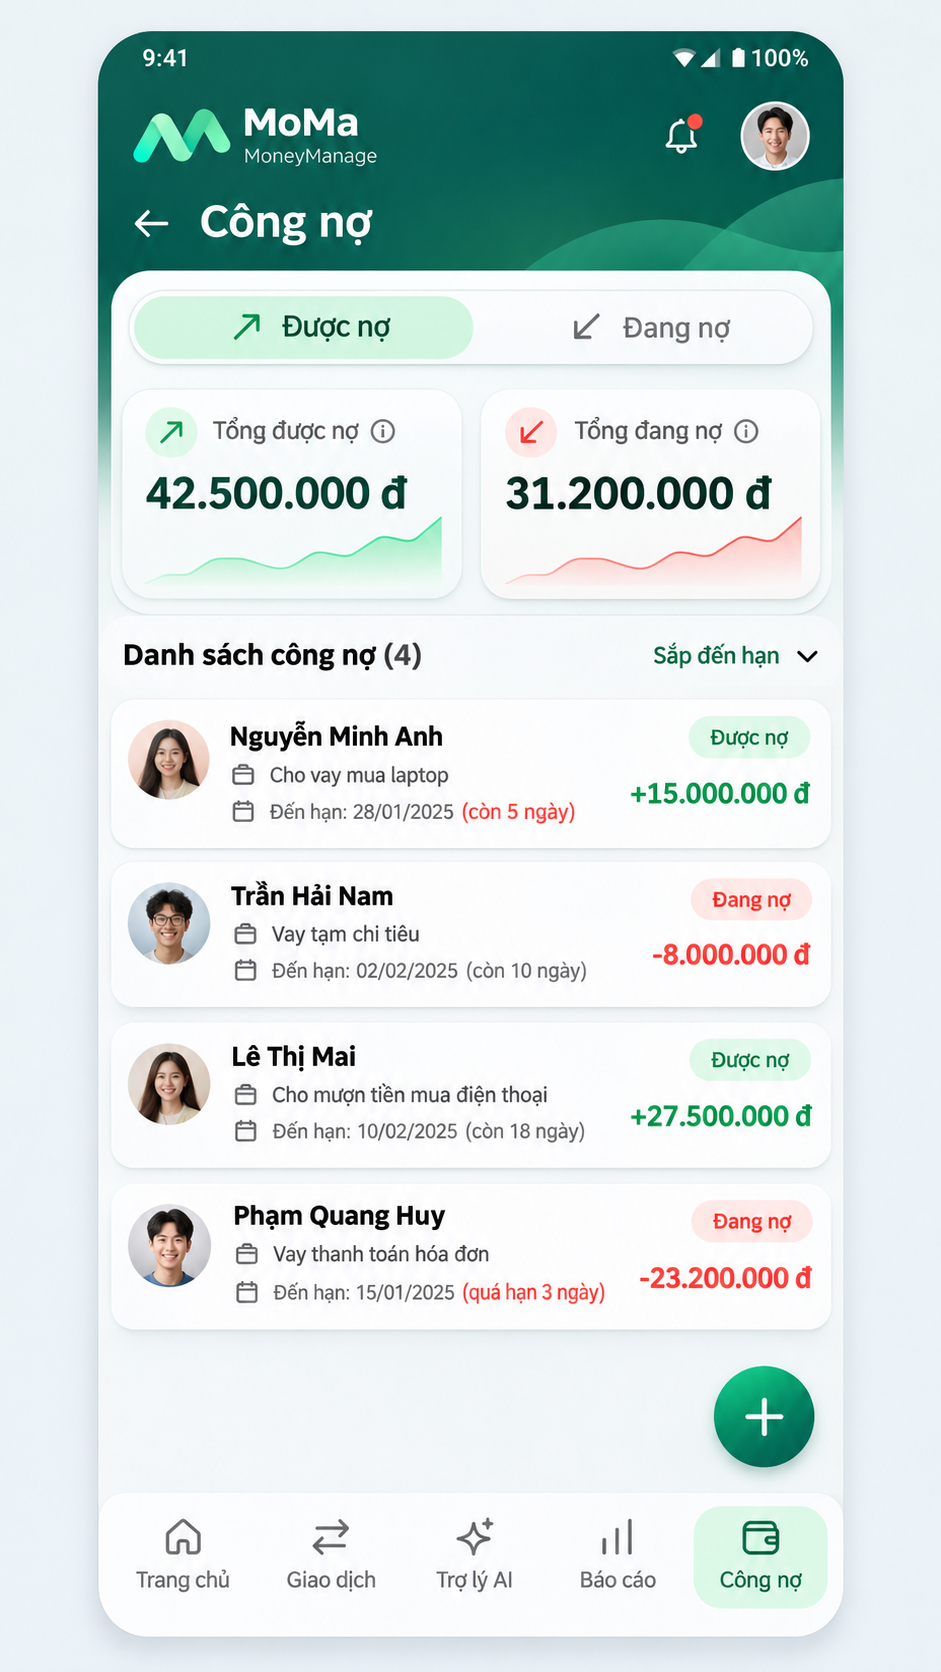 9:41 100%
MoMa
MoneyManage
Công nợ
Được nợ Đang nợ
Tổng được nợ Tổng đang nợ
42.500.000 đ 31.200.000 đ
Danh sách công nợ (4) Sắp đến hạn
Nguyễn Minh Anh Được nợ
Cho vay mua laptop +15.000.000 đ
Đến hạn: 28/01/2025 (còn 5 ngày)
Trần Hải Nam Đang nợ
Vay tạm chi tiêu -8.000.000 đ
Đến hạn: 02/02/2025 (còn 10 ngày)
Lê Thị Mai Được nợ
Cho mượn tiền mua điện thoại +27.500.000 đ
Đến hạn: 10/02/2025 (còn 18 ngày)
Phạm Quang Huy Đang nợ
Vay thanh toán hóa đơn -23.200.000 đ
Đến hạn: 15/01/2025 (quá hạn 3 ngày)
Trang chủ Giao dịch Trợ lý AI Báo cáo Công nợ